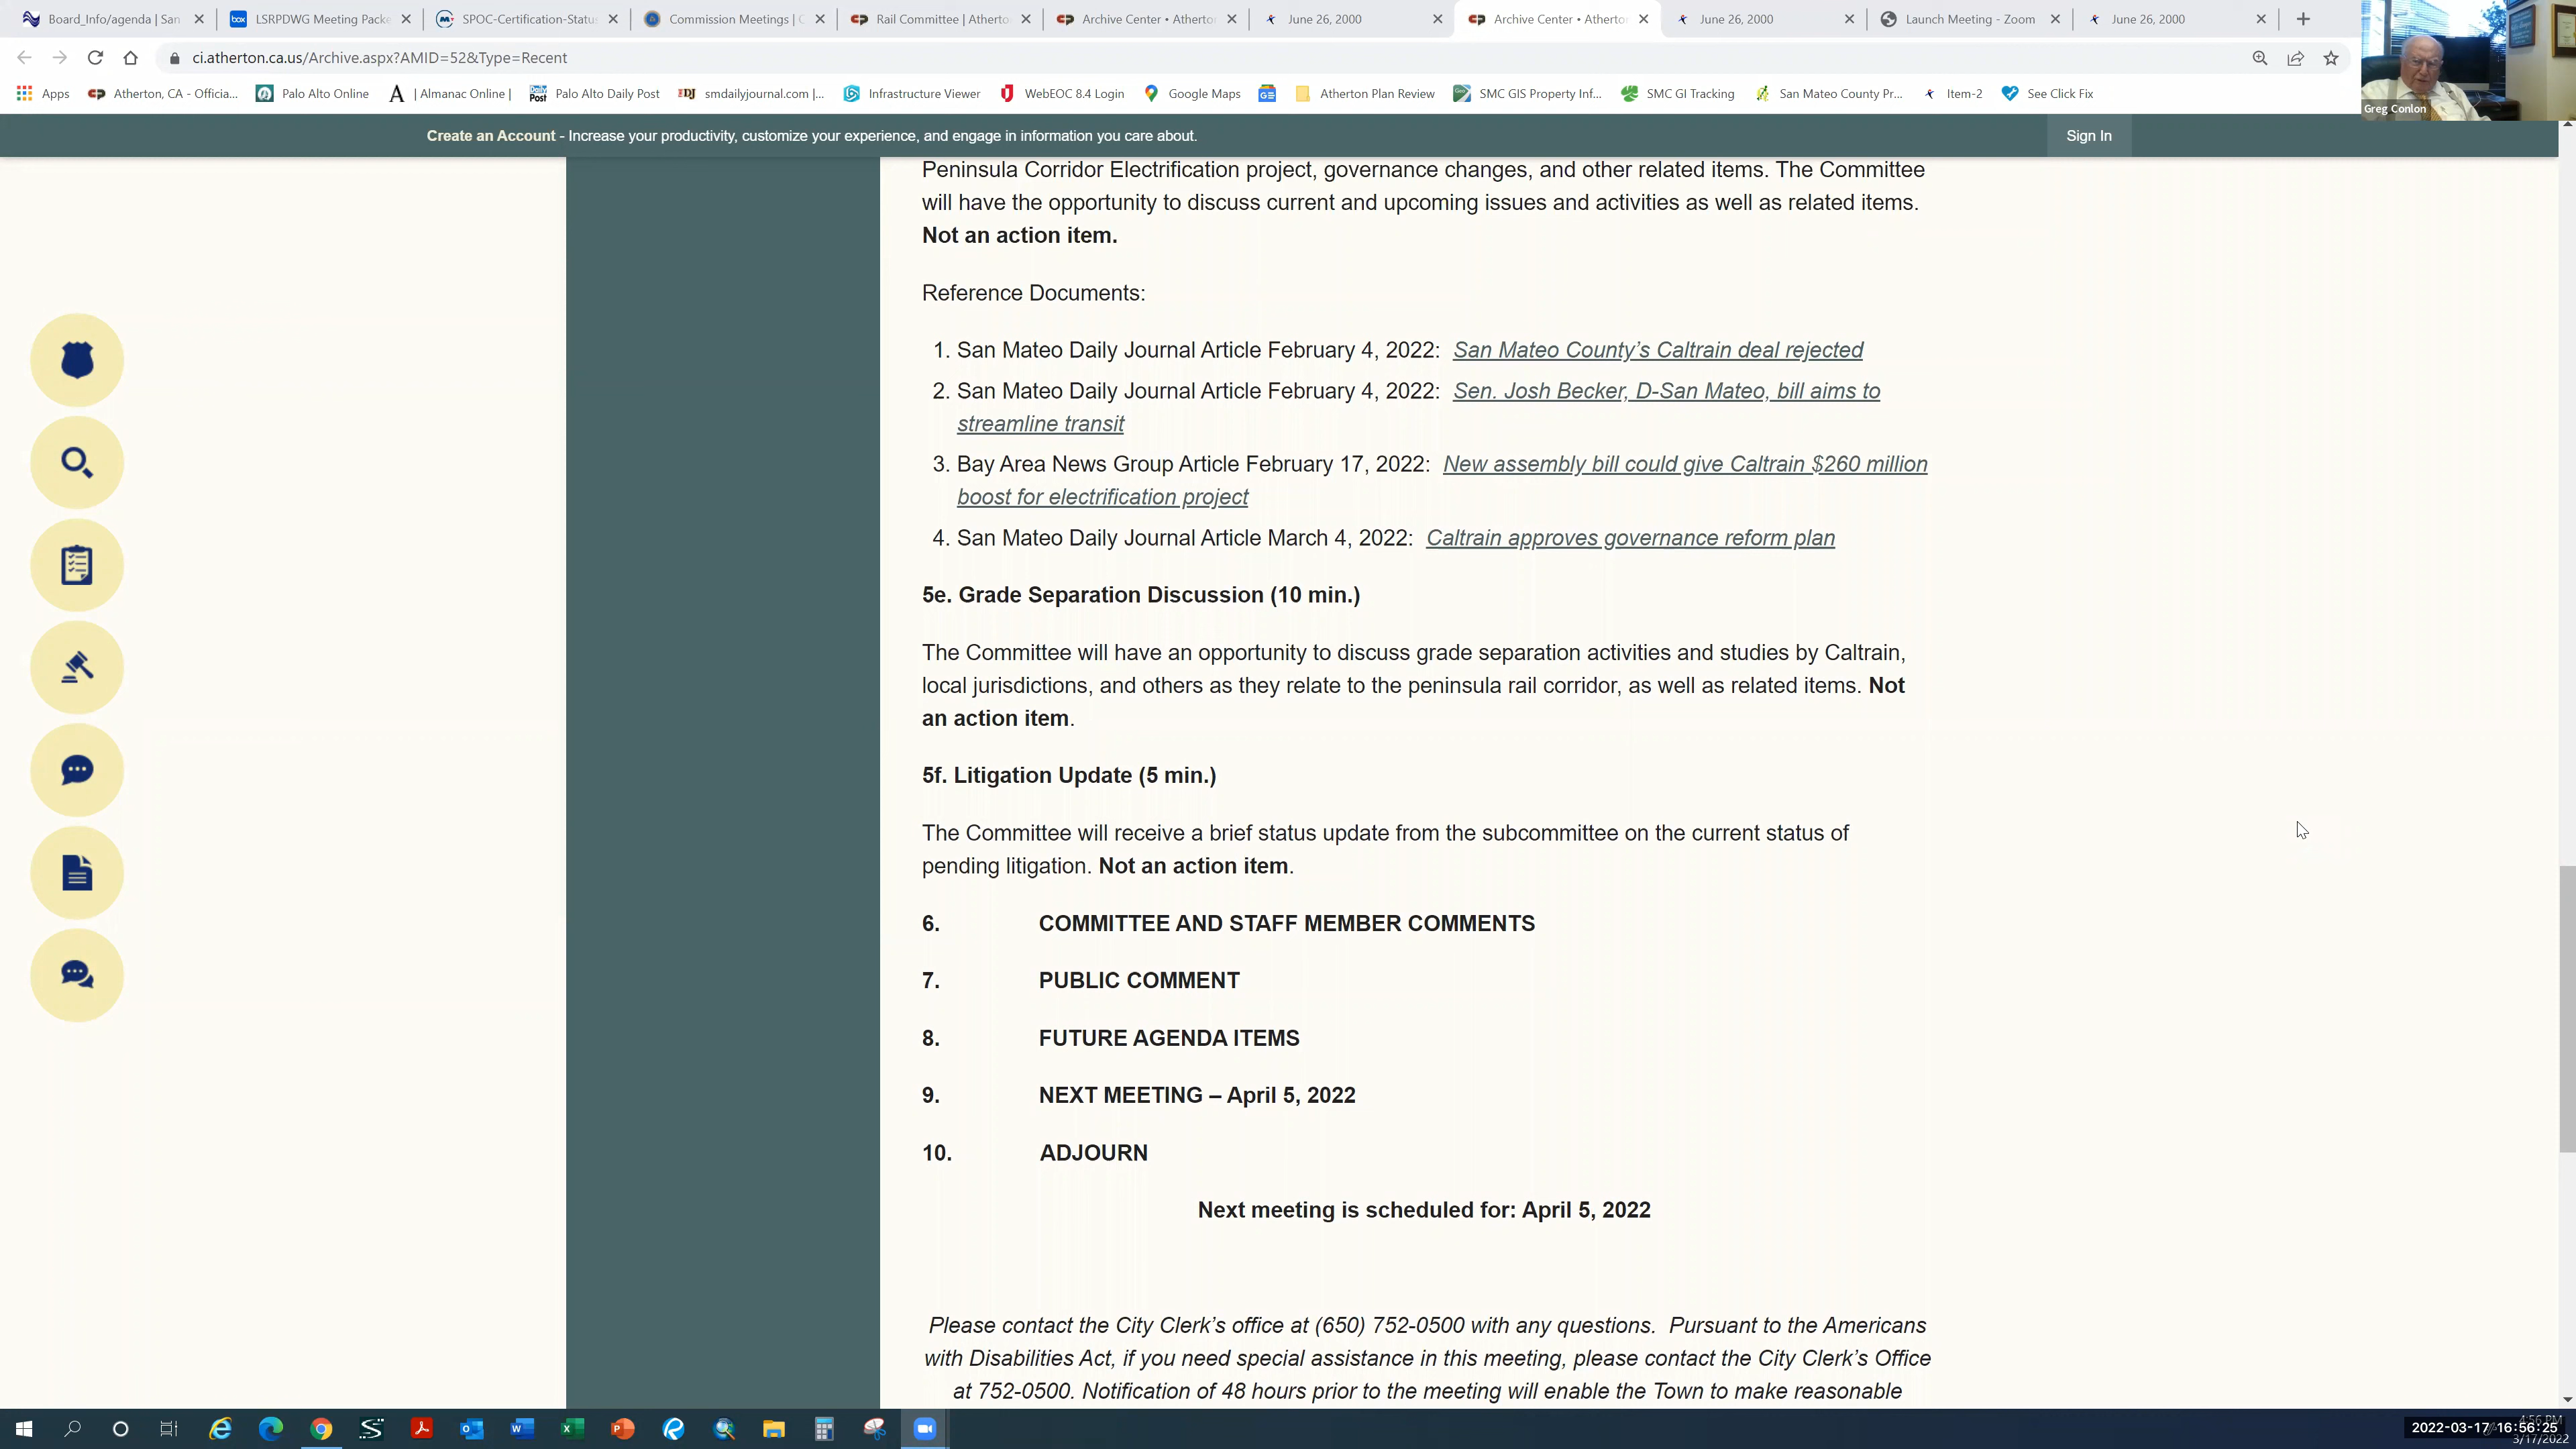 Board_Info/agenda | San
LSRPDWG Meeting Packe
SPOC-Certification-Status
Commission Meetings | C
Rail Committee | Atherto
Archive Center • Atherto
June 26, 2000
Archive Center • Atherto
June 26, 2000
Launch Meeting - Zoom
June 26, 2000
ci.atherton.ca.us/Archive.aspx?AMID=52&Type=Recent
Apps
Atherton, CA - Officia...
Palo Alto Online
| Almanac Online |
Palo Alto Daily Post
smdailyjournal.com |...
Infrastructure Viewer
WebEOC 8.4 Login
Google Maps
Atherton Plan Review
SMC GIS Property Inf...
SMC GI Tracking
San Mateo County Pr...
Item-2
See Click Fix
Greg Conlon
Create an Account - Increase your productivity, customize your experience, and engage in information you care about.
Sign In
Peninsula Corridor Electrification project, governance changes, and other related items. The Committee
will have the opportunity to discuss current and upcoming issues and activities as well as related items.
Not an action item.
Reference Documents:
1. San Mateo Daily Journal Article February 4, 2022: San Mateo County's Caltrain deal rejected
2. San Mateo Daily Journal Article February 4, 2022: Sen. Josh Becker, D-San Mateo, bill aims to
streamline transit
3. Bay Area News Group Article February 17, 2022: New assembly bill could give Caltrain $260 million
boost for electrification project
4. San Mateo Daily Journal Article March 4, 2022: Caltrain approves governance reform plan
5e. Grade Separation Discussion (10 min.)
The Committee will have an opportunity to discuss grade separation activities and studies by Caltrain,
local jurisdictions, and others as they relate to the peninsula rail corridor, as well as related items. Not
an action item.
5f. Litigation Update (5 min.)
The Committee will receive a brief status update from the subcommittee on the current status of
pending litigation. Not an action item.
6. COMMITTEE AND STAFF MEMBER COMMENTS
7. PUBLIC COMMENT
8. FUTURE AGENDA ITEMS
9. NEXT MEETING – April 5, 2022
10. ADJOURN
Next meeting is scheduled for: April 5, 2022
Please contact the City Clerk's office at (650) 752-0500 with any questions. Pursuant to the Americans
with Disabilities Act, if you need special assistance in this meeting, please contact the City Clerk's Office
at 752-0500. Notification of 48 hours prior to the meeting will enable the Town to make reasonable
4:56 PM
2022-03-17 16:56:25
3/17/2022